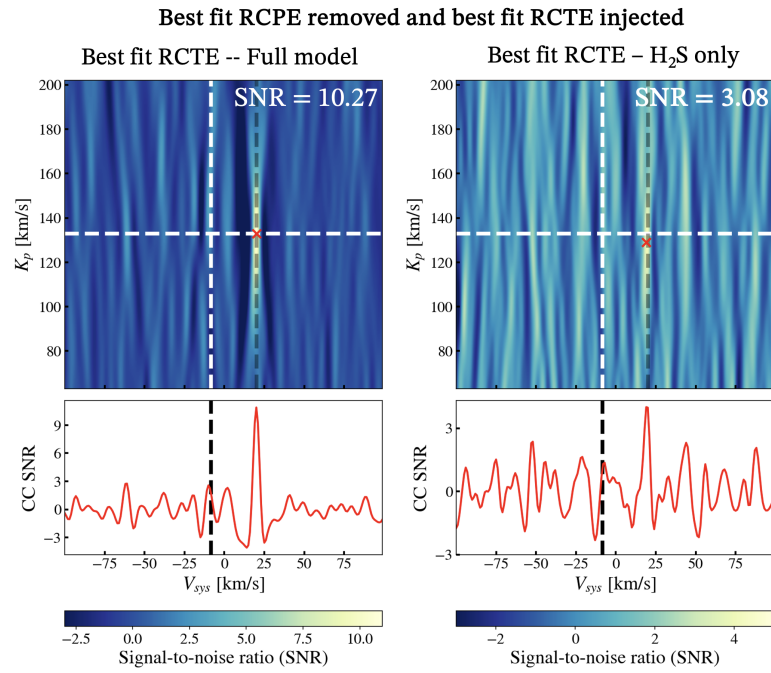 Best fit RCPE removed and best fit RCTE injected
Best fit RCTE -- Full model
SNR = 10.27
200
180
160
140
120
100
80
K_p [km/s]
9
6
3
0
−3
CC SNR
−75 −50 −25 0 25 50 75
V_sys [km/s]
−2.5 0.0 2.5 5.0 7.5 10.0
Signal-to-noise ratio (SNR)
Best fit RCTE – H₂S only
SNR = 3.08
200
180
160
140
120
100
80
K_p [km/s]
3
0
−3
CC SNR
−75 −50 −25 0 25 50 75
V_sys [km/s]
−2 0 2 4
Signal-to-noise ratio (SNR)